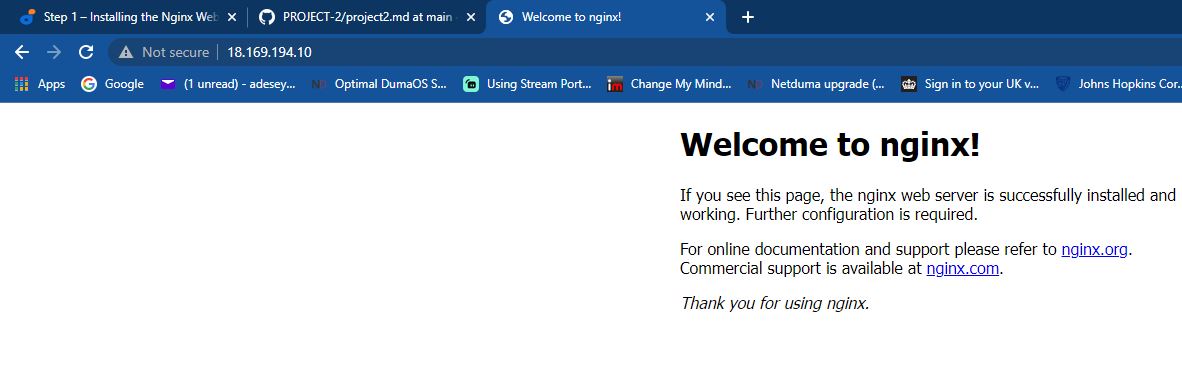 Step 1 – Installing the Nginx Web
PROJECT-2/project2.md at main
Welcome to nginx!
Not secure
18.169.194.10
Apps
Google
(1 unread) - adesey...
Optimal DumaOS S...
Using Stream Port...
Change My Mind...
Netduma upgrade (...
Sign in to your UK v...
Johns Hopkins Cor...
Welcome to nginx!
If you see this page, the nginx web server is successfully installed and
working. Further configuration is required.
For online documentation and support please refer to nginx.org.
Commercial support is available at nginx.com.
Thank you for using nginx.